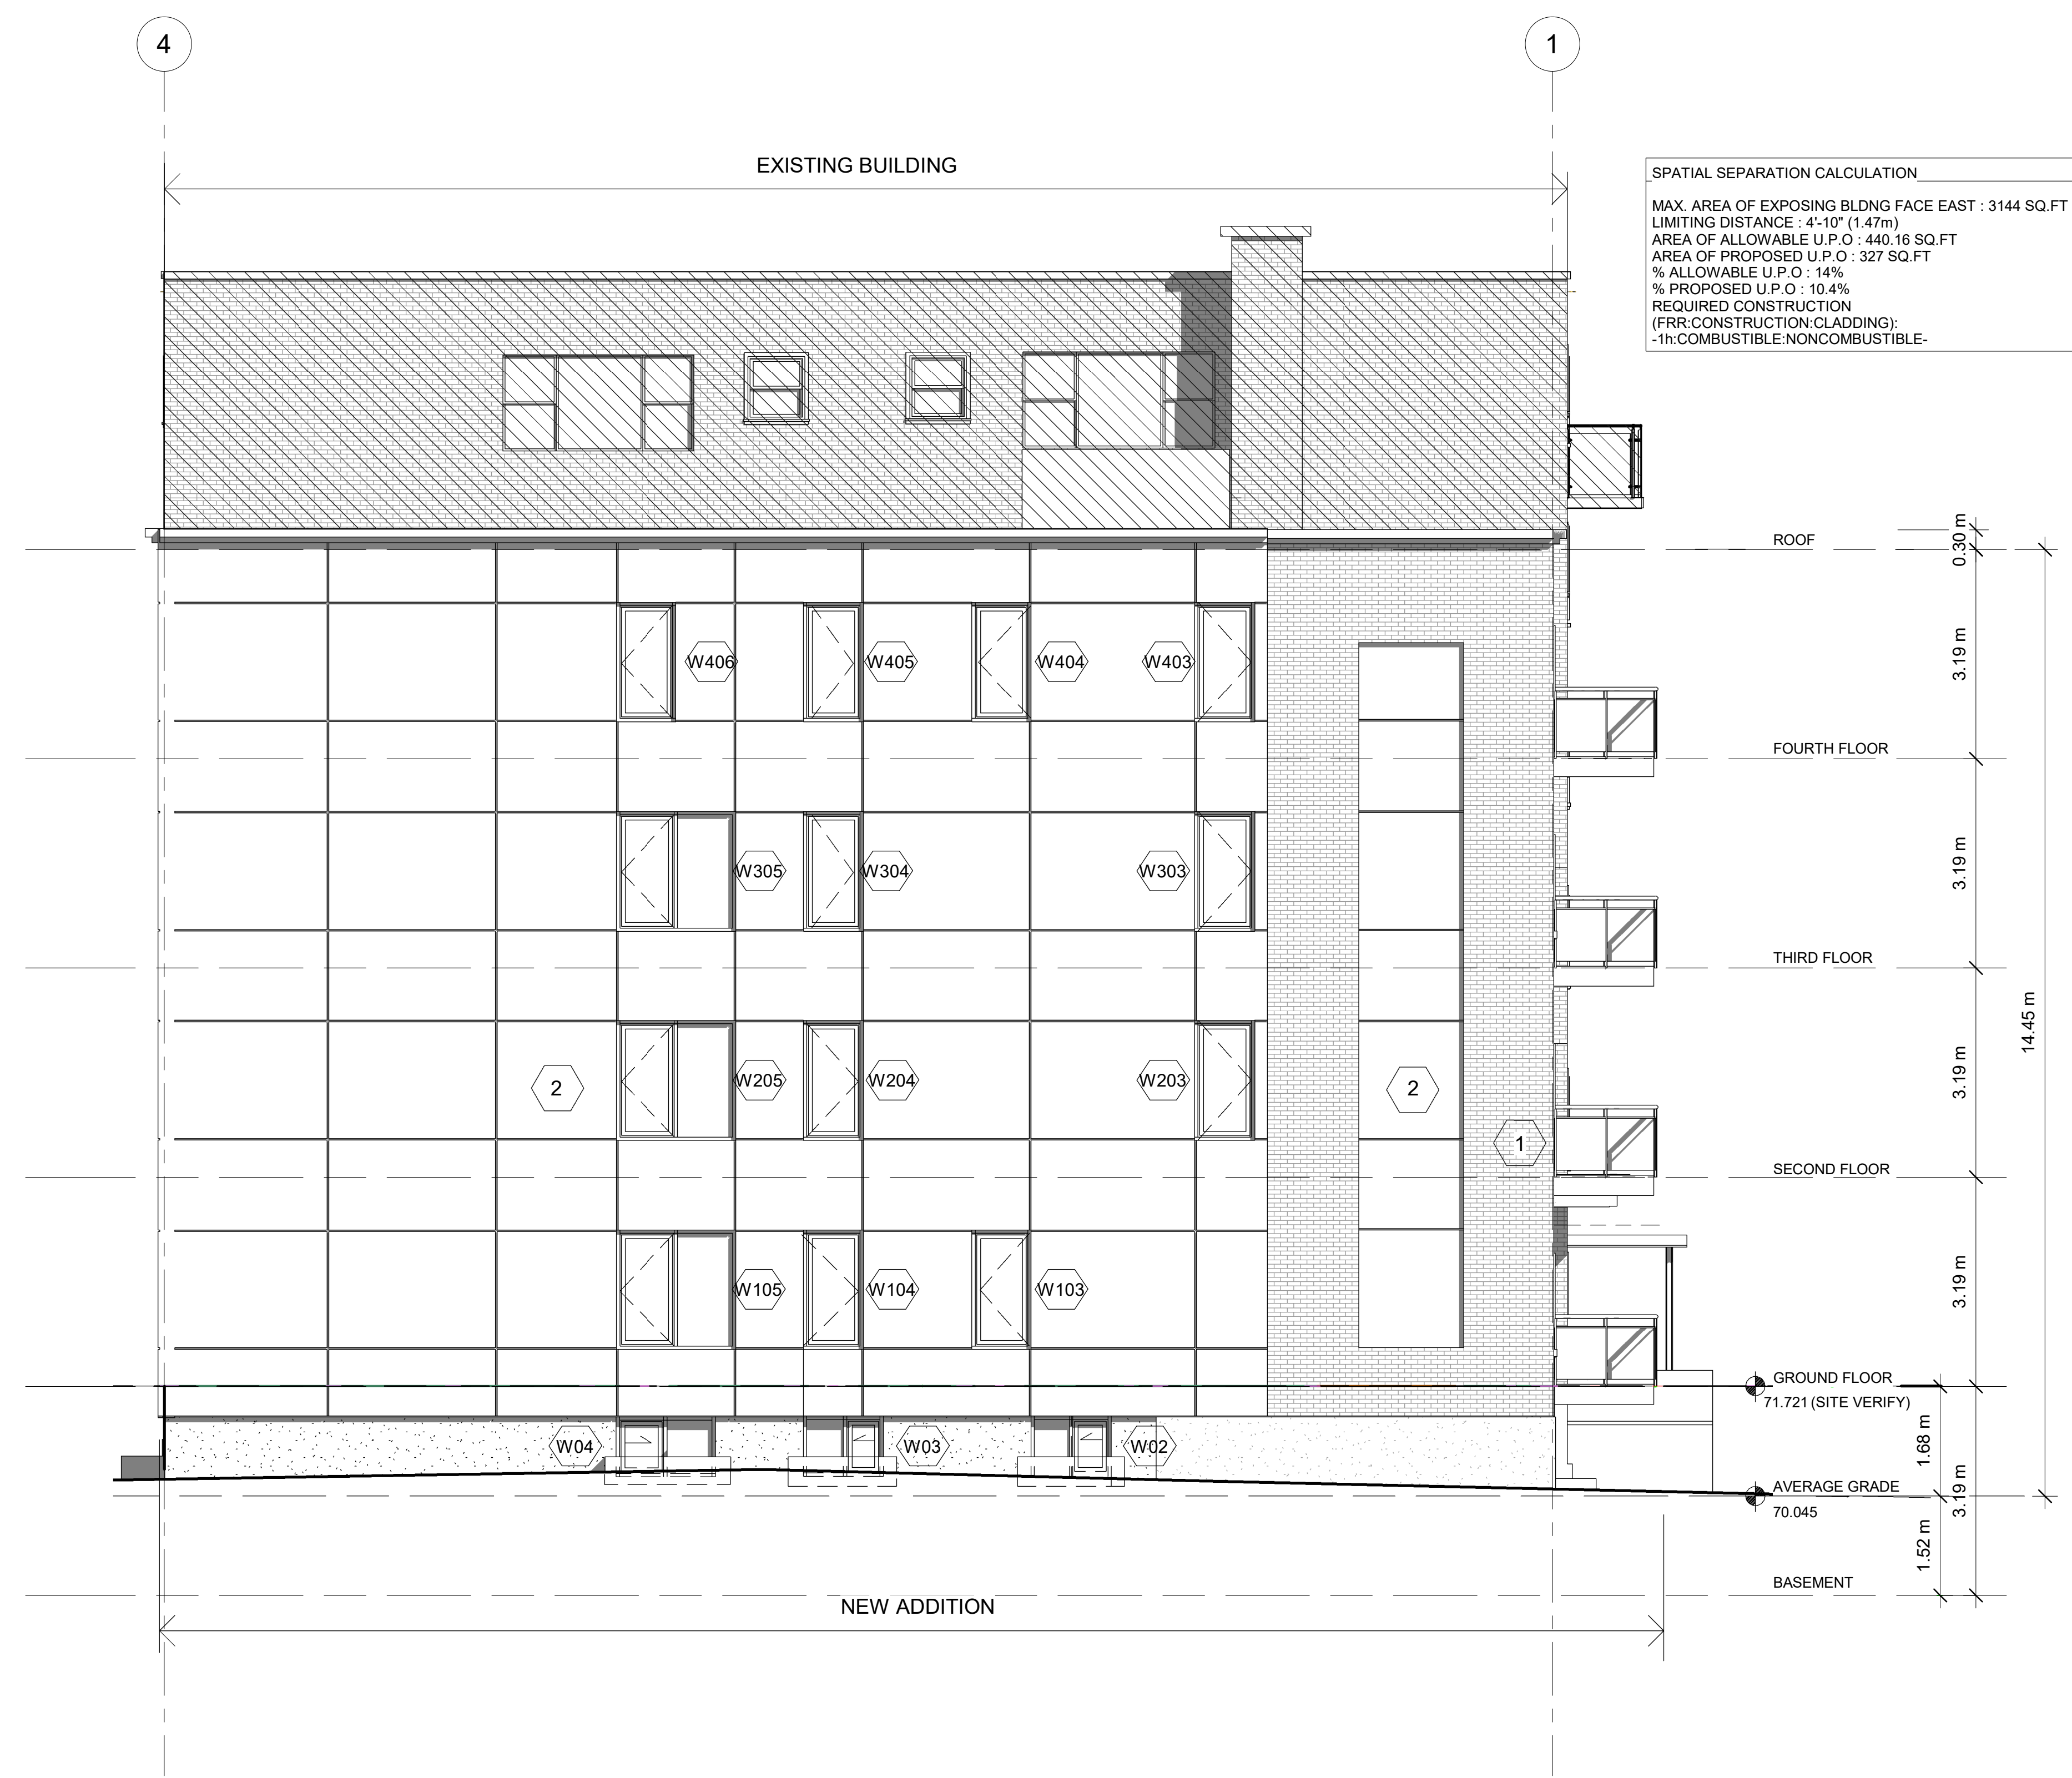 4
1
EXISTING BUILDING
SPATIAL SEPARATION CALCULATION
MAX. AREA OF EXPOSING BLDNG FACE EAST : 3144 SQ.FT
LIMITING DISTANCE : 4'-10" (1.47m)
AREA OF ALLOWABLE U.P.O : 440.16 SQ.FT
AREA OF PROPOSED U.P.O : 327 SQ.FT
% ALLOWABLE U.P.O : 14%
% PROPOSED U.P.O : 10.4%
REQUIRED CONSTRUCTION
(FRR:CONSTRUCTION:CLADDING):
-1h:COMBUSTIBLE:NONCOMBUSTIBLE-
ROOF
0.30 m
W406
W405
W404
W403
3.19 m
FOURTH FLOOR
W305
W304
W303
3.19 m
THIRD FLOOR
14.45 m
W205
W204
W203
2
2
1
3.19 m
SECOND FLOOR
W105
W104
W103
3.19 m
GROUND FLOOR
71.721 (SITE VERIFY)
W04
W03
W02
1.68 m
AVERAGE GRADE
70.045
3.19 m
1.52 m
BASEMENT
NEW ADDITION